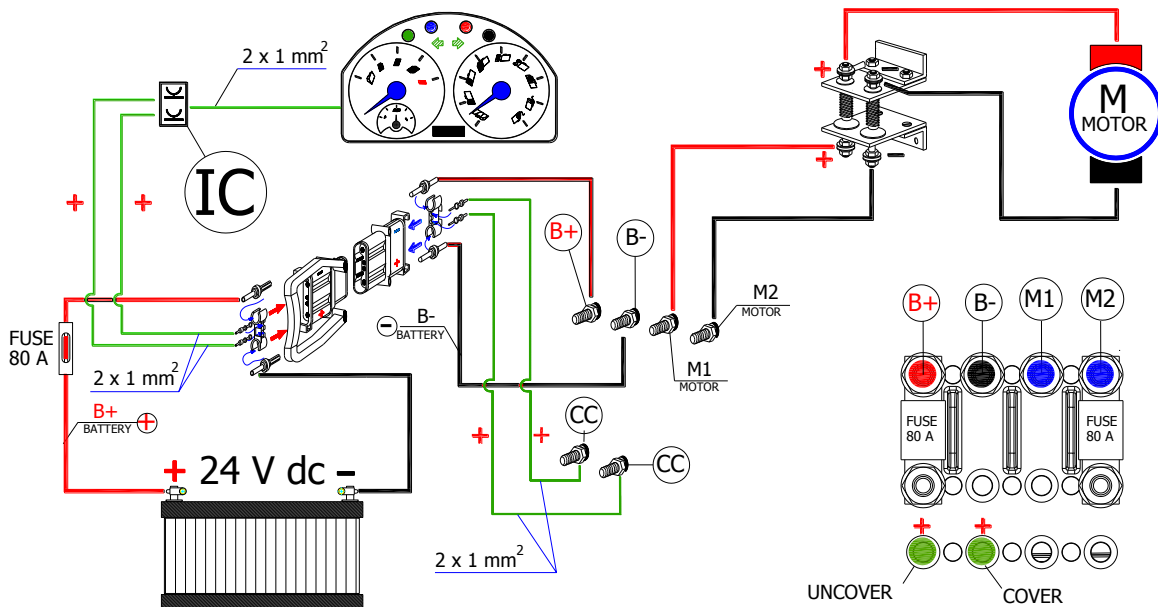 2 x 1 mm²
IC
+ +
FUSE
80 A
2 x 1 mm²
B+
BATTERY +
+ 24 V dc -
B-
BATTERY
-
B+
B-
M2
MOTOR
M1
MOTOR
CC
CC
+ +
2 x 1 mm²
+ -
+ -
M
MOTOR
B+ B- M1 M2
FUSE
80 A
FUSE
80 A
+ +
UNCOVER
COVER